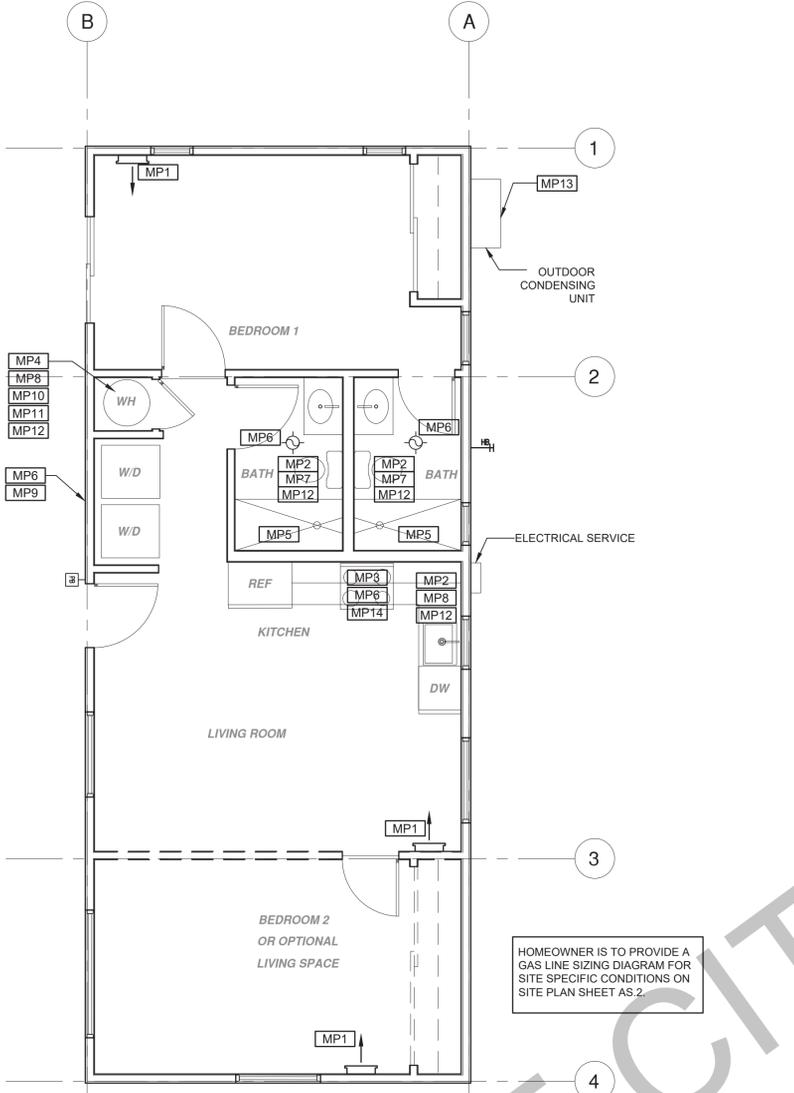 B
A
1
MP1
MP13
OUTDOOR
CONDENSING
UNIT
BEDROOM 1
2
MP4
MP8
MP10
MP11
MP12
WH
MP6
MP6
MP6
MP9
W/D
BATH
MP2
MP7
MP12
MP2
MP7
MP12
BATH
HB
W/D
MP5
MP5
ELECTRICAL SERVICE
REF
MP3
MP6
MP14
MP2
MP8
MP12
KITCHEN
DW
LIVING ROOM
MP1
3
BEDROOM 2
OR OPTIONAL
LIVING SPACE
HOMEOWNER IS TO PROVIDE A
GAS LINE SIZING DIAGRAM FOR
SITE SPECIFIC CONDITIONS ON
SITE PLAN SHEET AS.2.
MP1
4
CIT